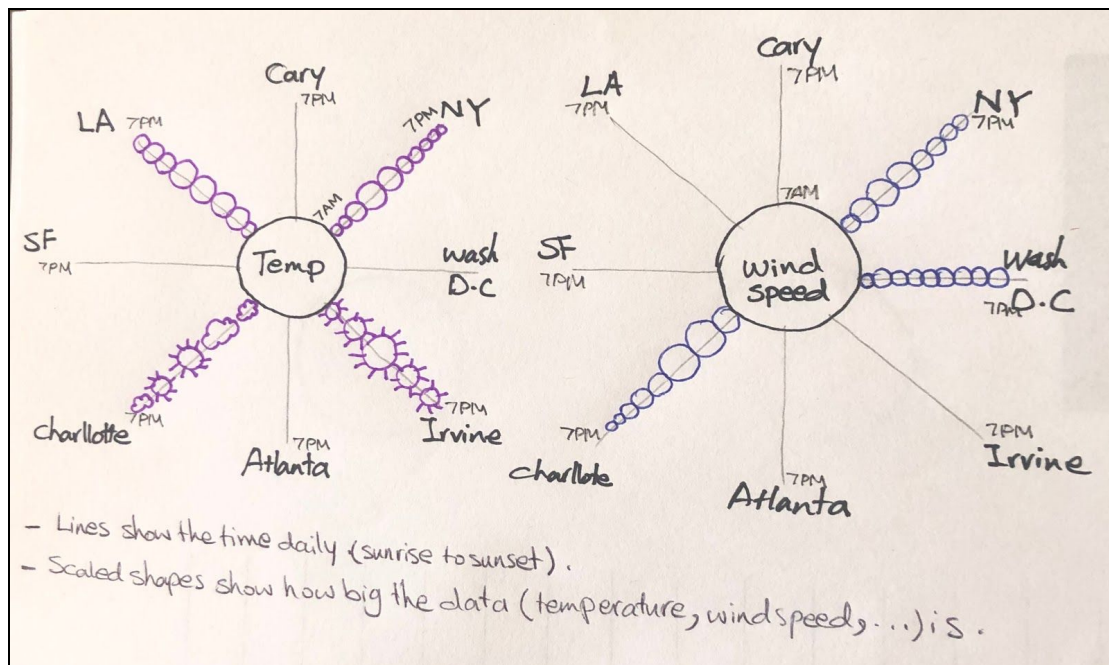 Cary
7PM
LA 7PM
7PM NY
7AM
SF
7PM
Temp
Wash
D.C
Charllotte
7PM
7PM
Irvine
7PM
Atlanta
Cary
7PM
LA
7PM
NY
7PM
7AM
SF
7PM
wind
speed
Wash
D.C
7AM
7PM
Charllote
7PM
Irvine
7PM
Atlanta
- Lines show the time daily (sunrise to sunset).
- Scaled shapes show how big the data (temperature, windspeed, ...) is.